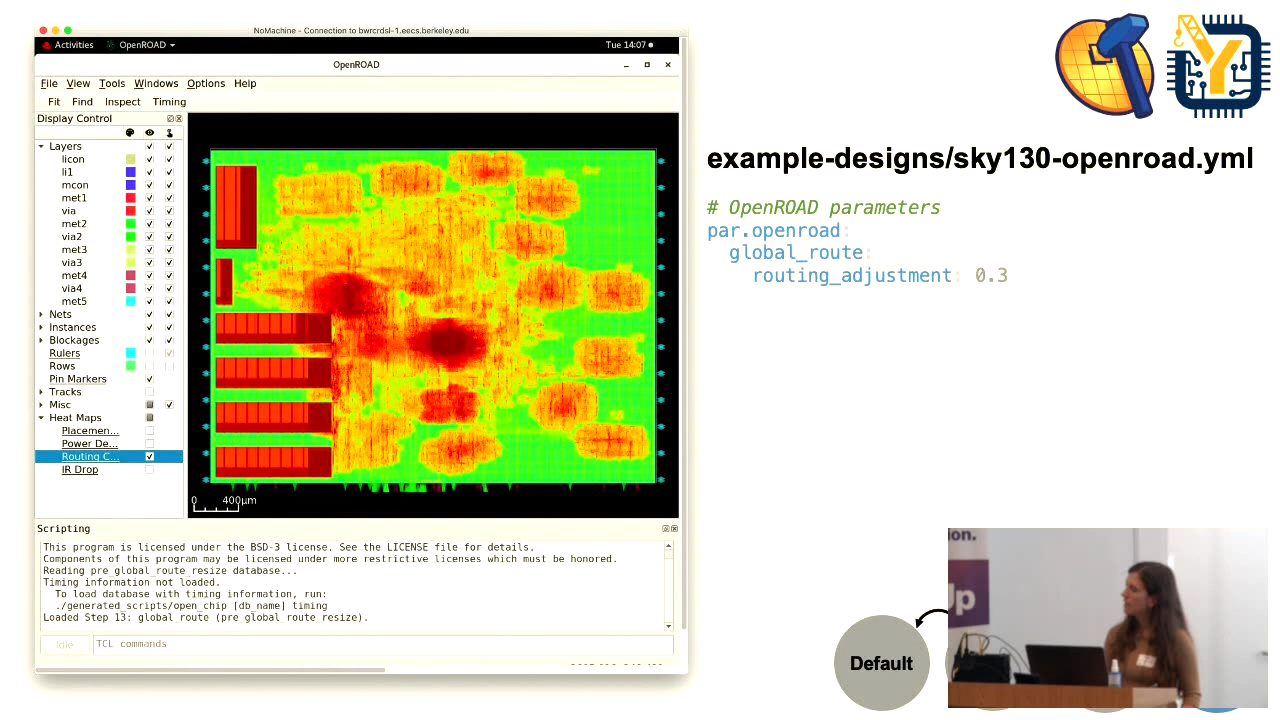 NoMachine - Connection to bwrcrdsl-1.eecs.berkeley.edu
Activities OpenROAD Tue 14:07
OpenROAD
File View Tools Windows Options Help
Fit Find Inspect Timing
Display Control
Layers
licon
li1
mcon
met1
via
met2
via2
met3
via3
met4
via4
met5
Nets
Instances
Blockages
Rulers
Rows
Pin Markers
Tracks
Misc
Heat Maps
Placemen...
Power De...
Routing C...
IR Drop
0 400μm
Scripting
This program is licensed under the BSD-3 license. See the LICENSE file for details.
Components of this program may be licensed under more restrictive licenses which must be honored.
Reading pre global_route_resize database...
Timing information not loaded.
To load database with timing information, run:
./generated_scripts/open_chip [db_name] timing
Loaded Step 13: global route (pre global_route_resize).
Idle TCL commands
example-designs/sky130-openroad.yml
# OpenROAD parameters
par.openroad:
global_route:
routing_adjustment: 0.3
Default
ion.
Up